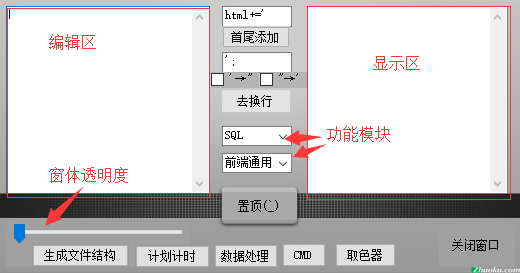 html+='
编辑区
首尾添加
';
显示区
'→" "→'
去换行
SQL
功能模块
前端通用
窗体透明度
置顶(`)
生成文件结构
计划计时
数据处理
CMD
取色器
关闭窗口
Zhuoku.com